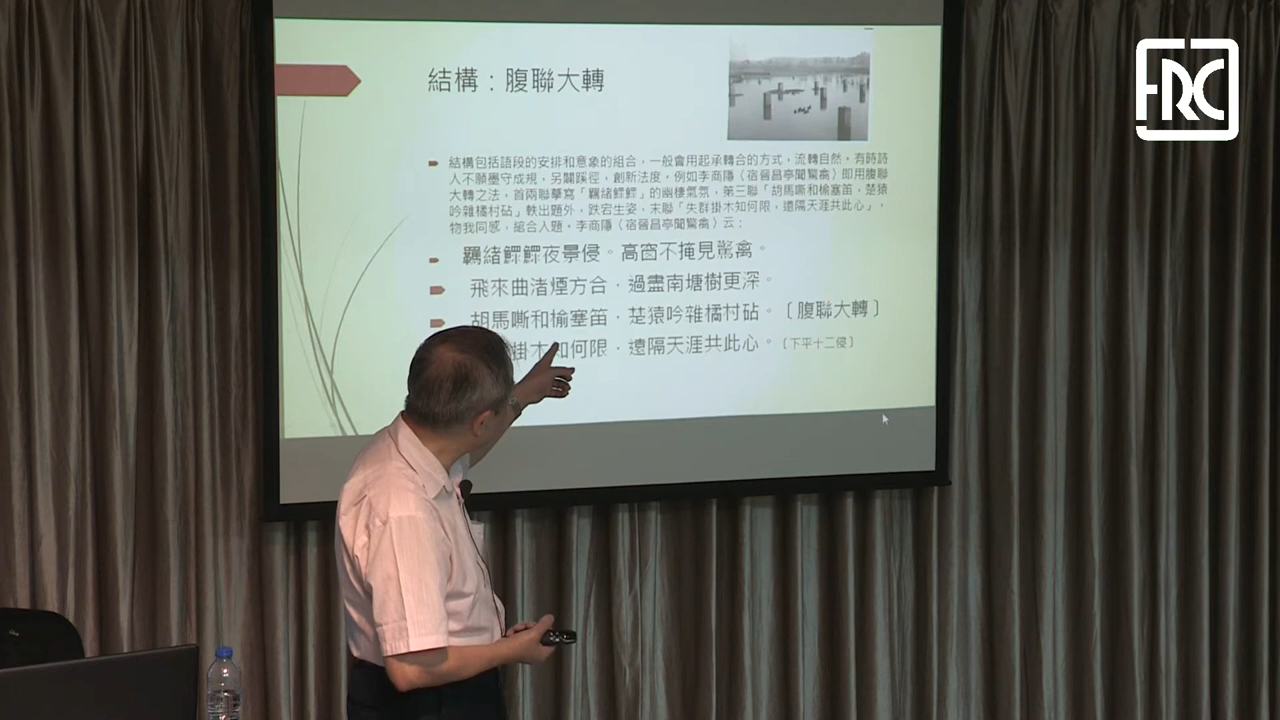 FRC
結構：腹聯大轉
結構包括語段的安排和意象的組合，一般會用起承轉合的方式，流轉自然。有時詩
人不願墨守成規，另闢蹊徑，創新法度，例如李商隱〈宿晉昌亭聞驚禽〉即用腹聯
大轉之法，首兩聯摹寫「羈緒鰥鰥」的幽棲氣氛，第三聯「胡馬嘶和榆塞笛，楚猿
吟雜橘村砧」軼出題外，跌宕生姿，末聯「失群掛木知何限，遠隔天涯共此心」，
物我同感，綰合入題。李商隱〈宿晉昌亭聞驚禽〉云：
羈緒鰥鰥夜景侵。高窗不掩見驚禽。
飛來曲渚煙方合，過盡南塘樹更深。
胡馬嘶和榆塞笛，楚猿吟雜橘村砧。〔腹聯大轉〕
掛木知何限，遠隔天涯共此心。〔下平十二侵〕